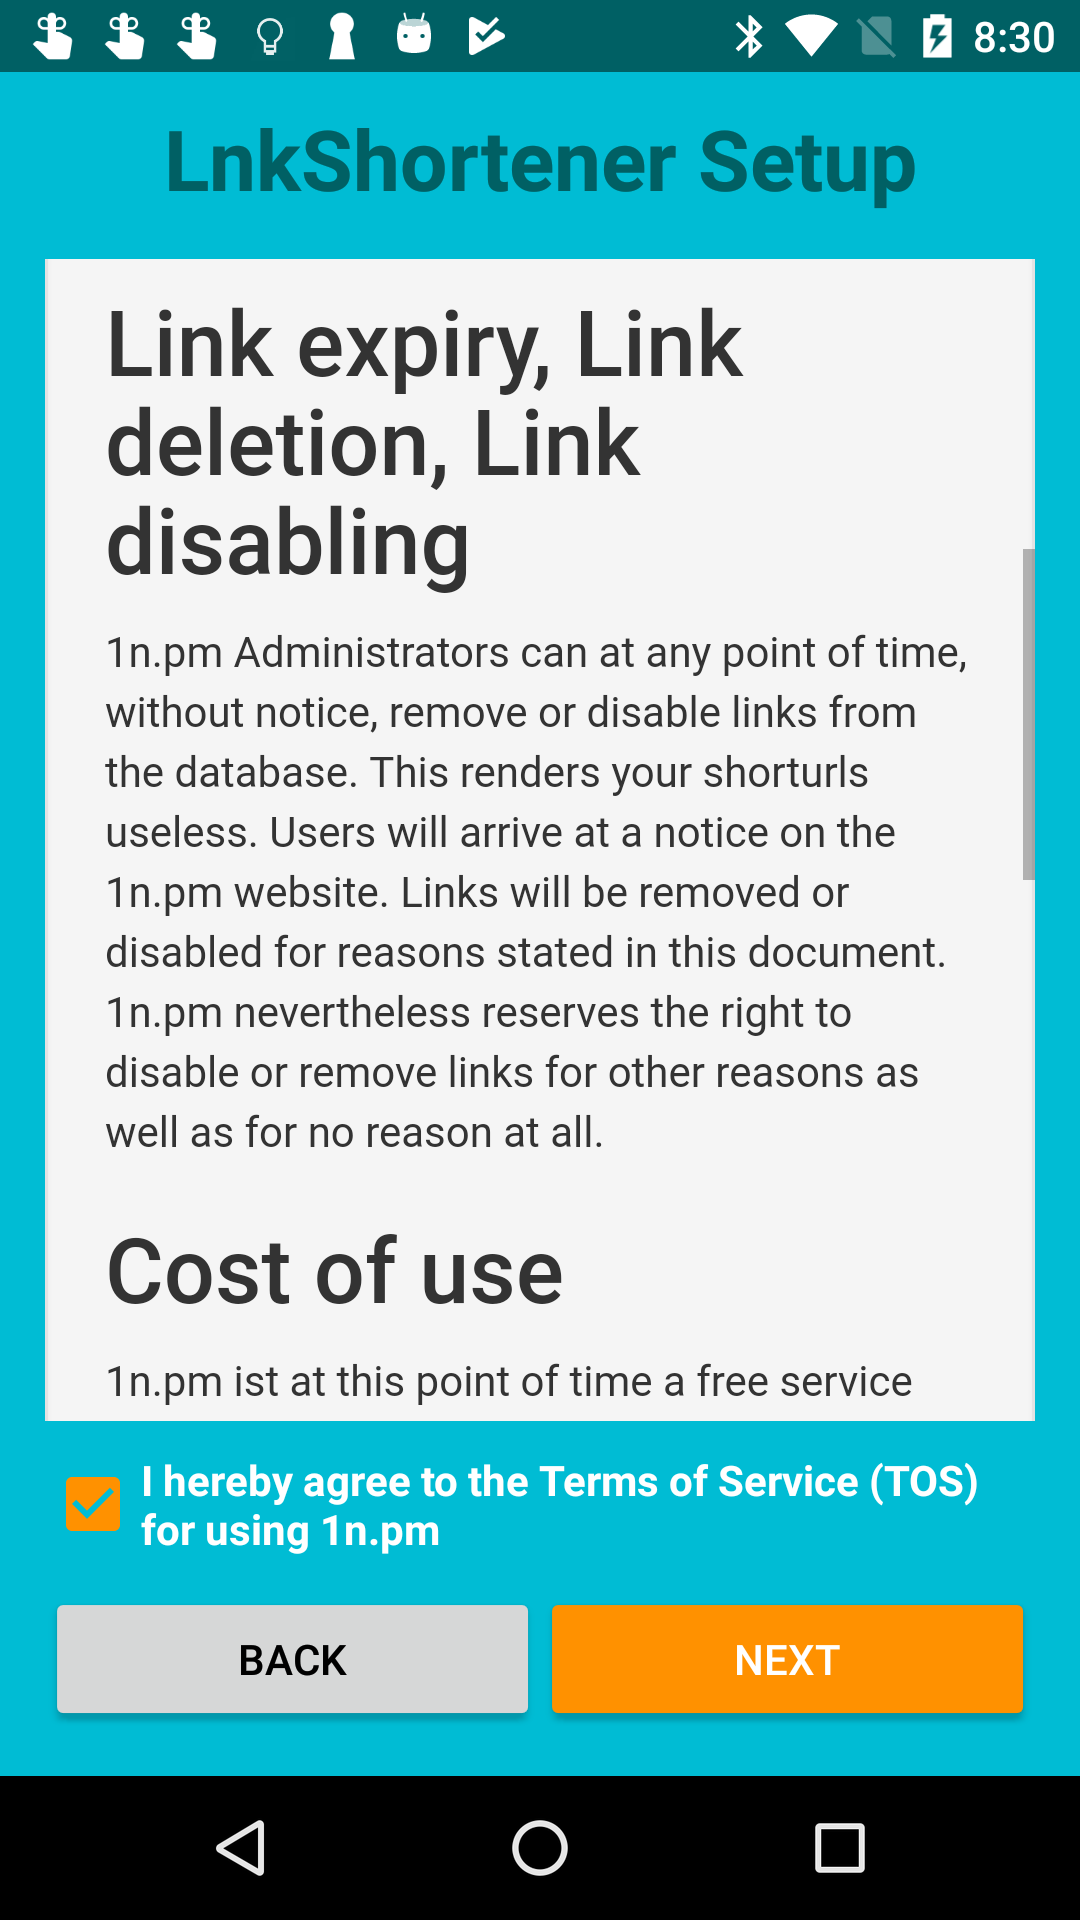 8:30
LnkShortener Setup
Link expiry, Link
deletion, Link
disabling
1n.pm Administrators can at any point of time,
without notice, remove or disable links from
the database. This renders your shorturls
useless. Users will arrive at a notice on the
1n.pm website. Links will be removed or
disabled for reasons stated in this document.
1n.pm nevertheless reserves the right to
disable or remove links for other reasons as
well as for no reason at all.
Cost of use
1n.pm ist at this point of time a free service
I hereby agree to the Terms of Service (TOS)
for using 1n.pm
BACK
NEXT